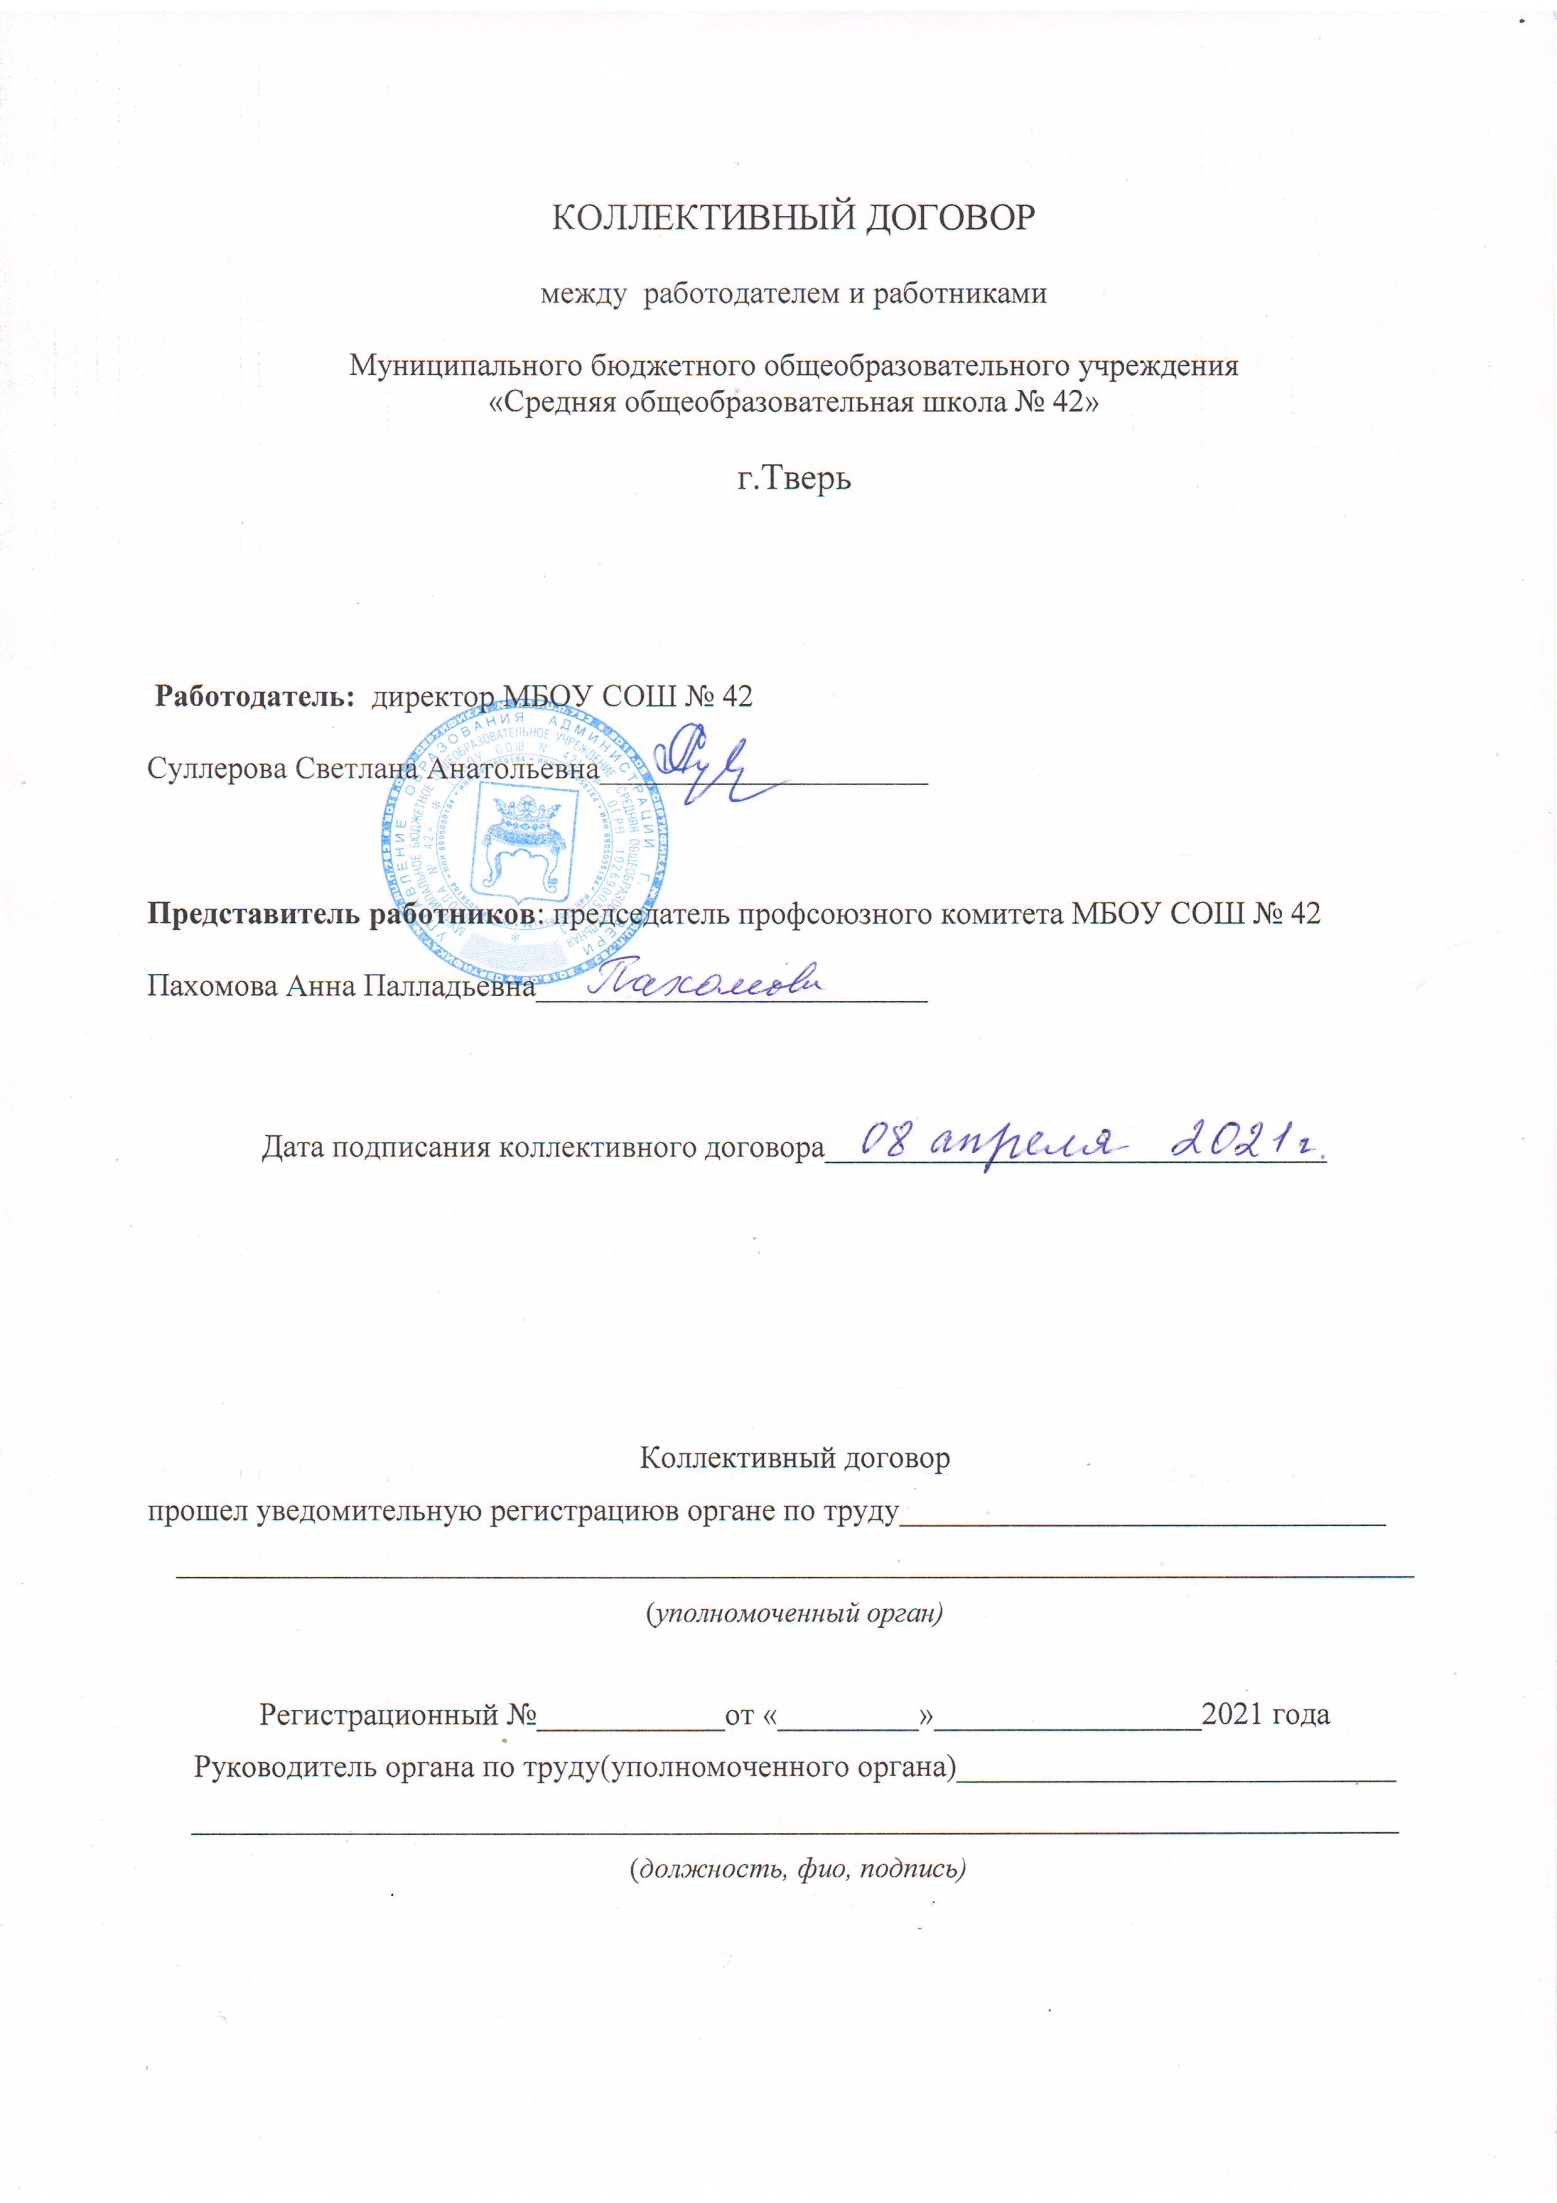 КОЛЛЕКТИВНЫЙ ДОГОВОР
между работодателем и работниками
Муниципального бюджетного общеобразовательного учреждения
«Средняя общеобразовательная школа № 42»
г.Тверь
Работодатель: директор МБОУ СОШ № 42
Суллерова Светлана Анатольевна
Представитель работников: председатель профсоюзного комитета МБОУ СОШ № 42
Пахомова Анна Палладьевна Пахомова
Дата подписания коллективного договора 08 апреля 2021 г.
Коллективный договор
прошел уведомительную регистрациюв органе по труду
(уполномоченный орган)
Регистрационный №____________от «_________»_________________2021 года
Руководитель органа по труду(уполномоченного органа)
(должность, фио, подпись)